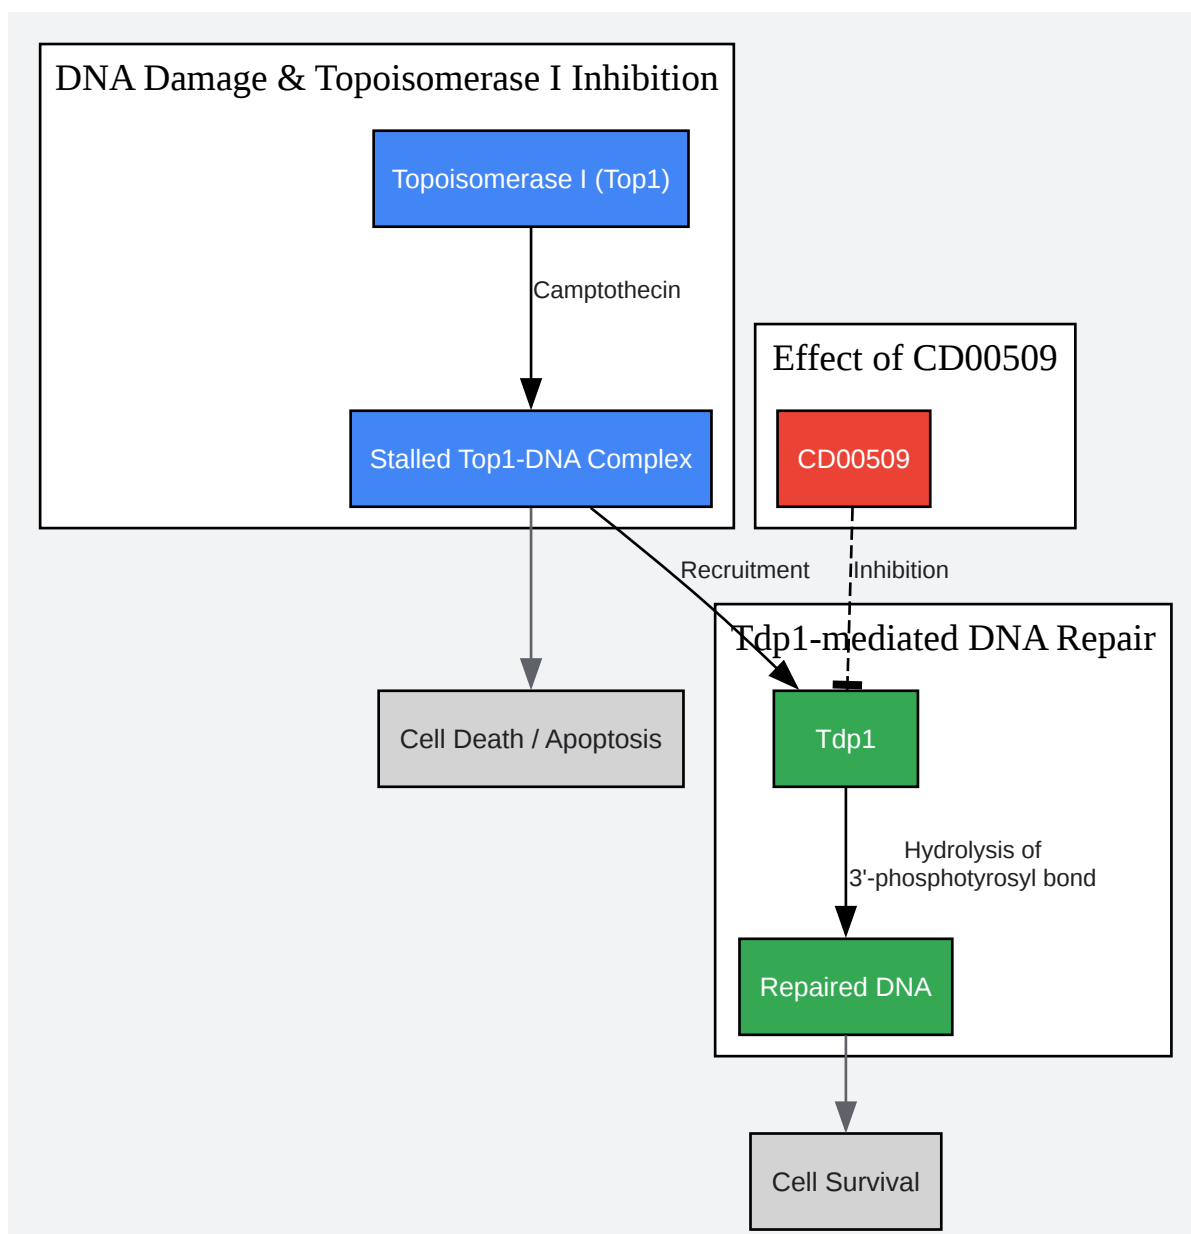 DNA Damage & Topoisomerase I Inhibition
Topoisomerase I (Top1)
Camptothecin
Effect of CD00509
Stalled Top1-DNA Complex
CD00509
Recruitment
Inhibition
Tdp1-mediated DNA Repair
Cell Death / Apoptosis
Tdp1
Hydrolysis of
3'-phosphotyrosyl bond
Repaired DNA
Cell Survival